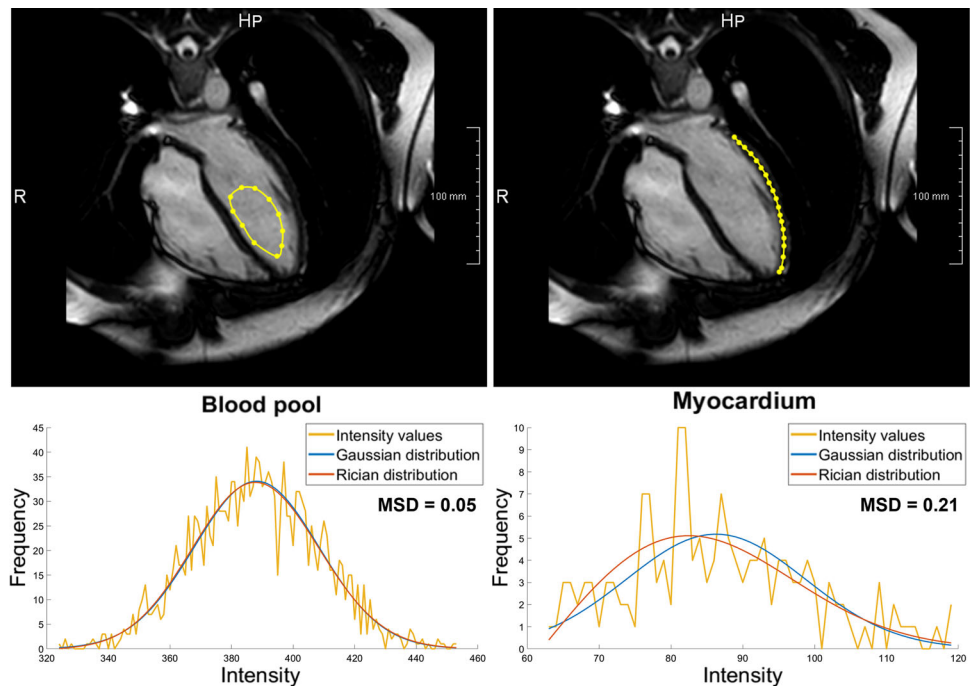 HP
HP
R
100 mm
R
100 mm
Blood pool
Myocardium
45
40
35
30
25
20
15
10
5
0
Frequency
Intensity values
Gaussian distribution
Rician distribution
MSD = 0.05
320
340
360
380
400
420
440
460
Intensity
10
9
8
7
6
5
4
3
2
1
0
Frequency
Intensity values
Gaussian distribution
Rician distribution
MSD = 0.21
60
70
80
90
100
110
120
Intensity